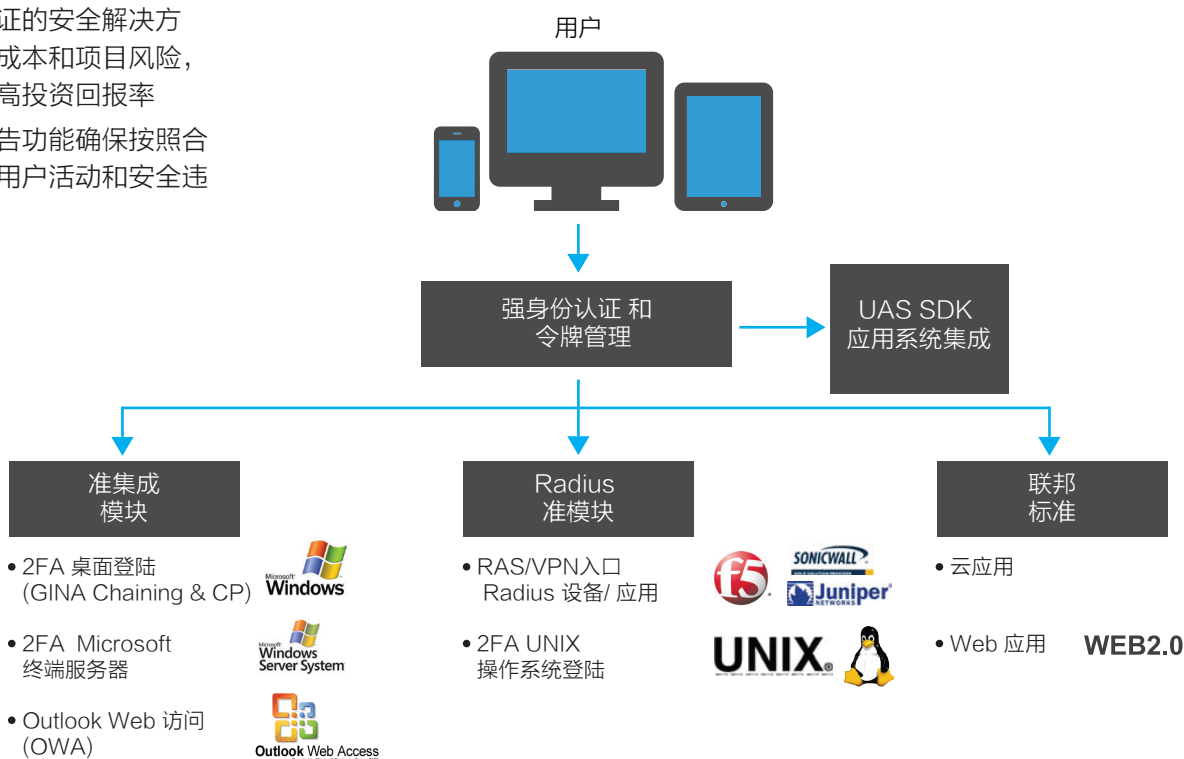 证的安全解决方
成本和项目风险，
高投资回报率
告功能确保按照合
用户活动和安全违
用户
强身份认证 和
令牌管理
UAS SDK
应用系统集成
准集成
模块
Radius
准模块
联邦
标准
• 2FA 桌面登陆
(GINA Chaining & CP)
Microsoft
Windows
• RAS/VPN入口
Radius 设备/ 应用
f5
SONICWALL
Juniper
NETWORKS
• 云应用
• 2FA Microsoft
终端服务器
Microsoft
Windows
Server System
• 2FA UNIX
操作系统登陆
UNIX
• Web 应用
WEB2.0
• Outlook Web 访问
(OWA)
Outlook Web Access